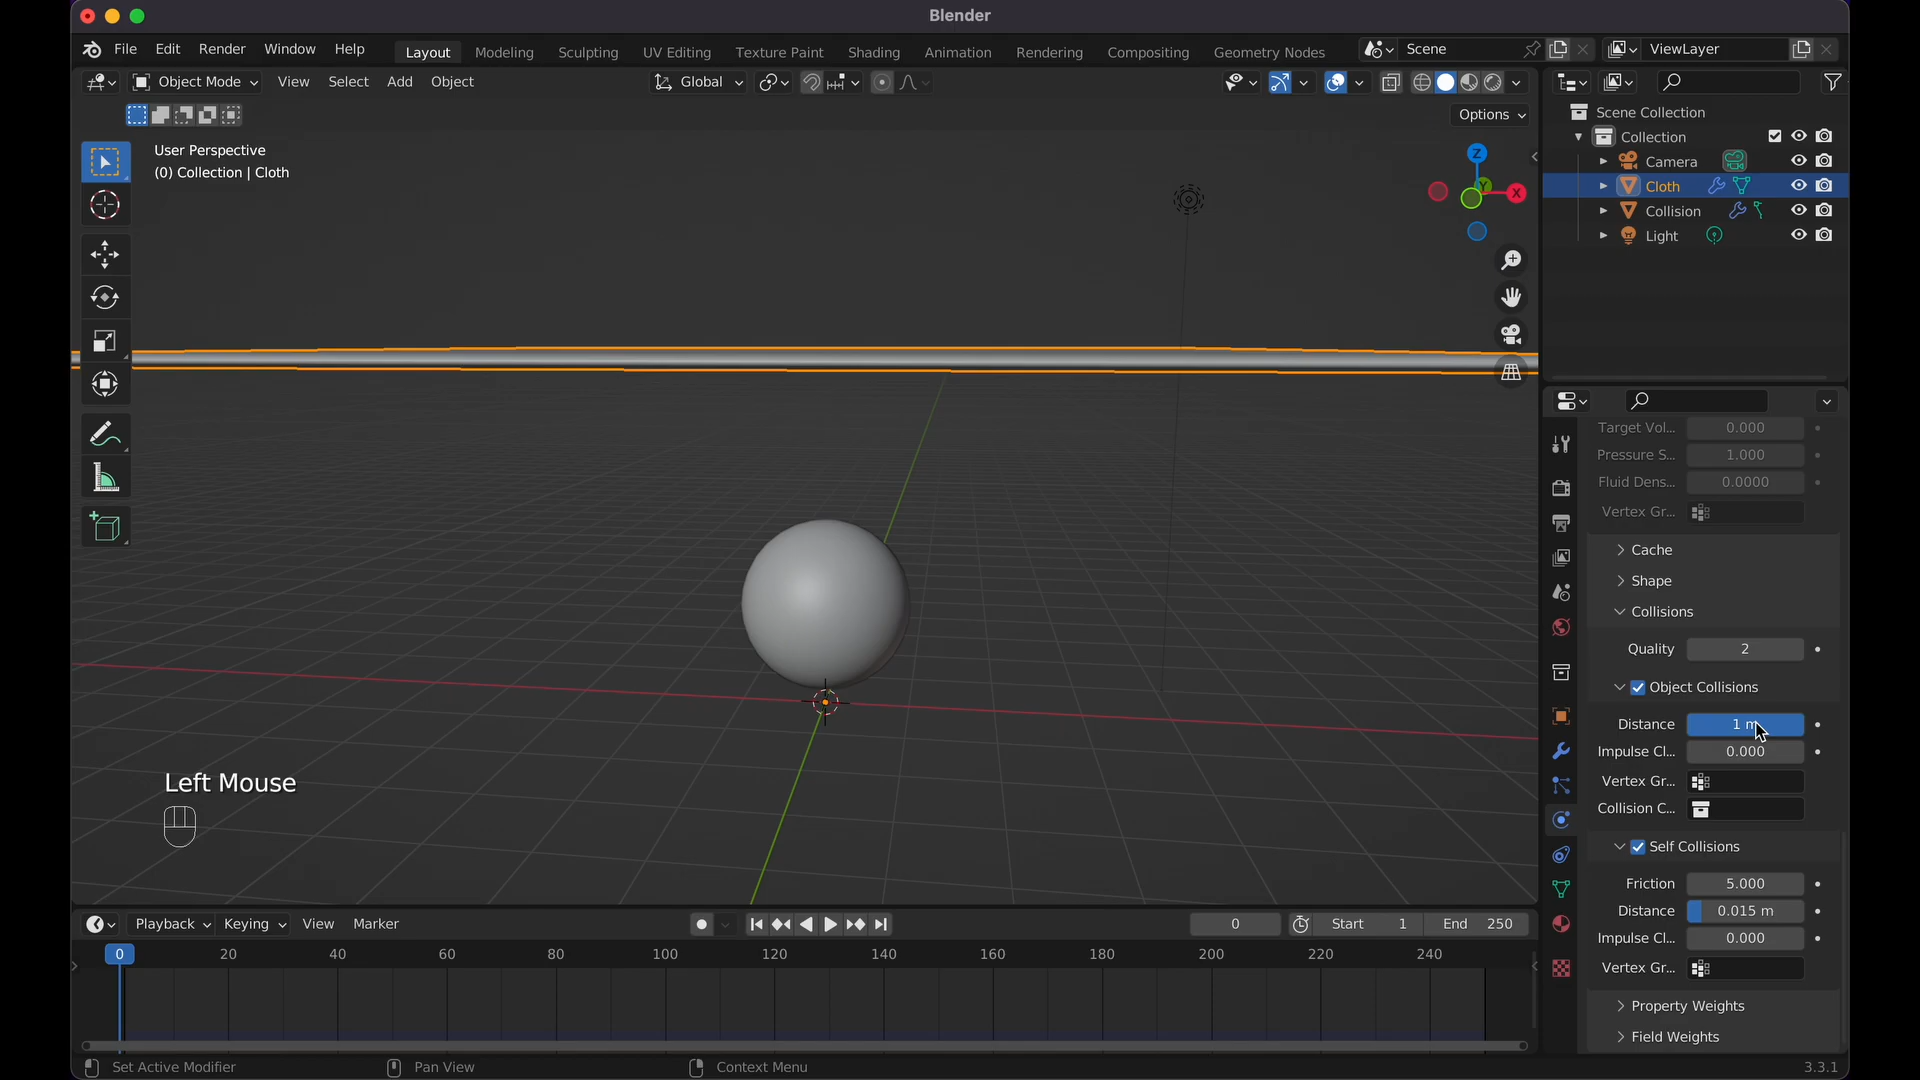 Blender
File Edit Render Window Help Layout Modeling Sculpting UV Editing Texture Paint Shading Animation Rendering Compositing Geometry Nodes Scene ViewLayer
Object Mode View Select Add Object Global
Options
User Perspective
(0) Collection | Cloth
Z
Y
X
Scene Collection
Collection
Camera
Cloth
Collision
Light
Target Vol... 0.000
Pressure S... 1.000
Fluid Dens... 0.0000
Vertex Gr...
Cache
Shape
Collisions
Quality 2
Object Collisions
Distance 1 m
Impulse Cl... 0.000
Vertex Gr...
Collision C...
Self Collisions
Friction 5.000
Distance 0.015 m
Impulse Cl... 0.000
Vertex Gr...
Property Weights
Field Weights
Left Mouse
Playback Keying View Marker 0 Start 1 End 250
0 20 40 60 80 100 120 140 160 180 200 220 240
Set Active Modifier Pan View Context Menu 3.3.1